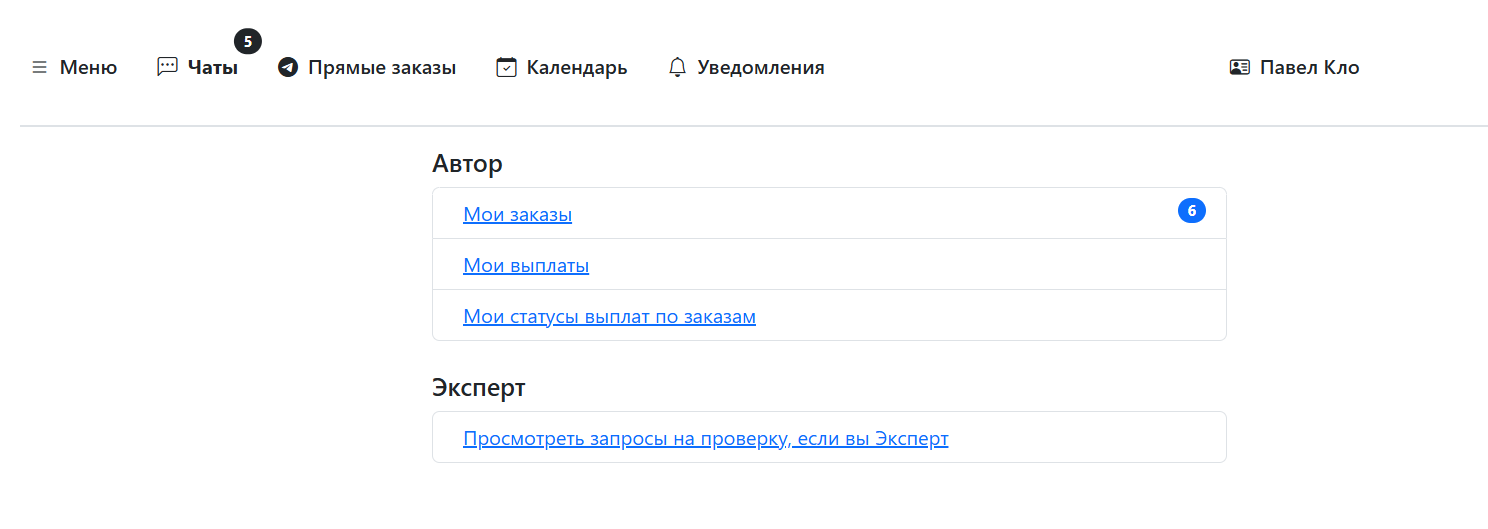 5
Меню Чаты Прямые заказы Календарь Уведомления Павел Кло
Автор
Мои заказы 6
Мои выплаты
Мои статусы выплат по заказам
Эксперт
Просмотреть запросы на проверку, если вы Эксперт